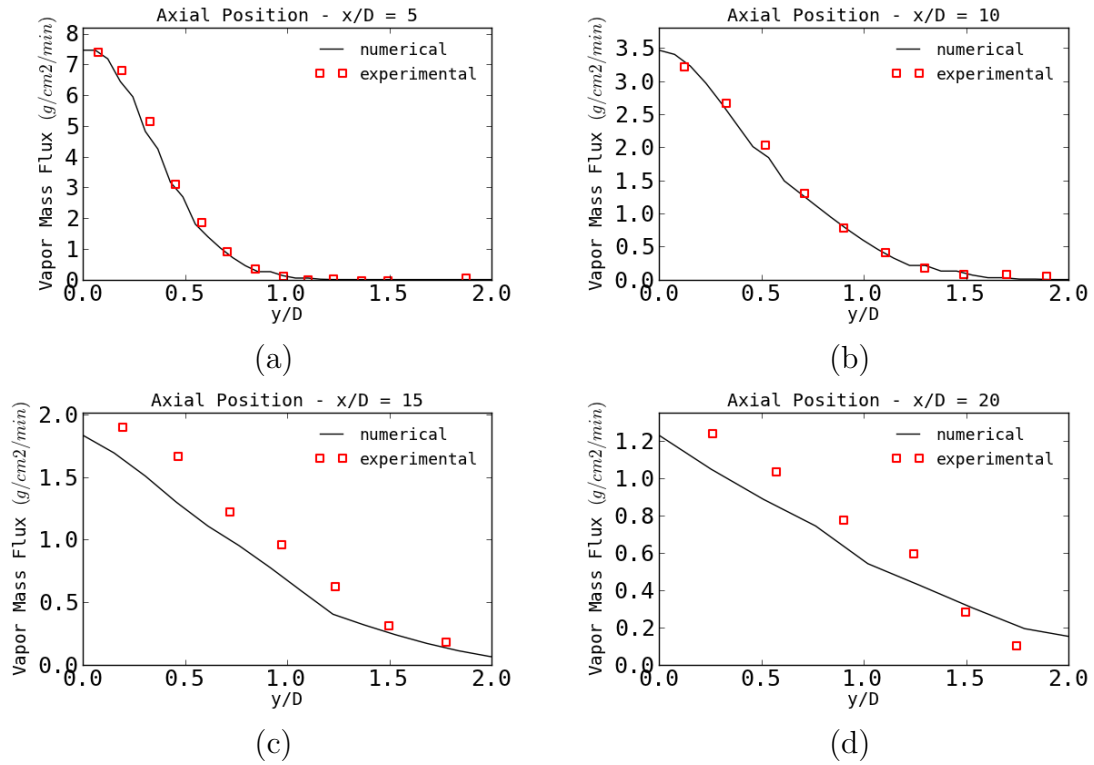 Axial Position - x/D = 5
8
7
6
5
4
3
2
1
0
Vapor Mass Flux (g/cm2/min)
numerical
experimental
0.0 0.5 1.0 1.5 2.0
y/D
(a)
Axial Position - x/D = 10
3.5
3.0
2.5
2.0
1.5
1.0
0.5
0.0
Vapor Mass Flux (g/cm2/min)
numerical
experimental
0.0 0.5 1.0 1.5 2.0
y/D
(b)
Axial Position - x/D = 15
2.0
1.5
1.0
0.5
0.0
Vapor Mass Flux (g/cm2/min)
numerical
experimental
0.0 0.5 1.0 1.5 2.0
y/D
(c)
Axial Position - x/D = 20
1.2
1.0
0.8
0.6
0.4
0.2
0.0
Vapor Mass Flux (g/cm2/min)
numerical
experimental
0.0 0.5 1.0 1.5 2.0
y/D
(d)